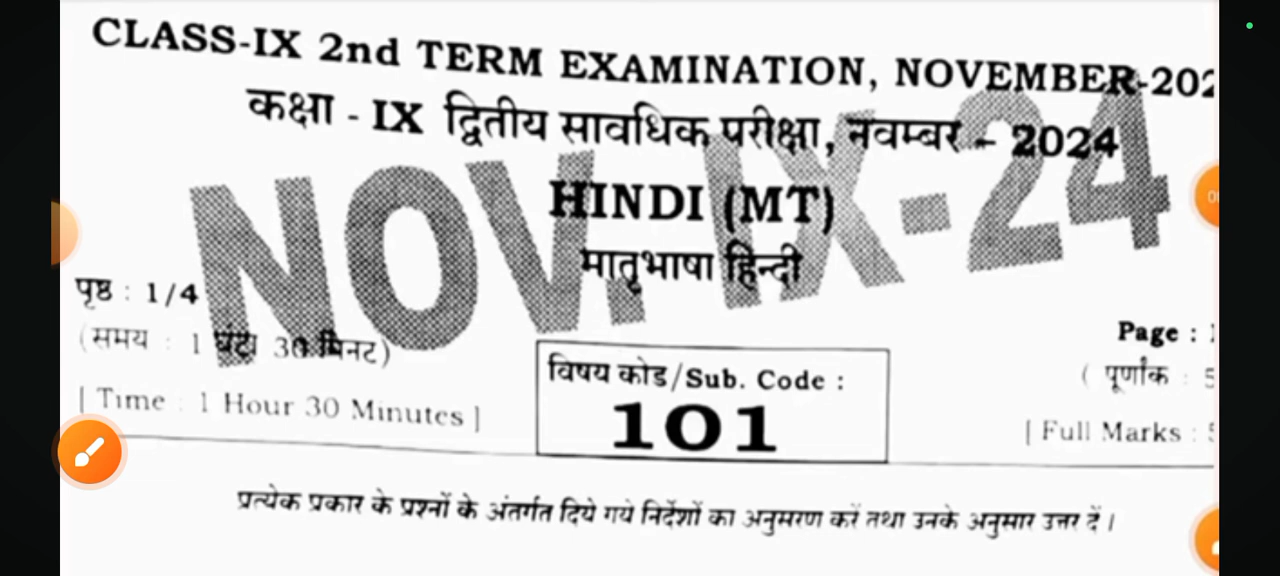 CLASS-IX 2nd TERM EXAMINATION, NOVEMBER-202
कक्षा - IX द्वितीय सावधिक परीक्षा, नवम्बर – 2024
NOV. IX-24
HINDI (MT)
मातृभाषा हिन्दी
पृष्ठ : 1/4
(समय : 1 घंटा 30 मिनट)
[ Time : 1 Hour 30 Minutes ]
विषय कोड/Sub. Code :
101
Page :
( पूर्णांक : 5
[ Full Marks : 5
प्रत्येक प्रकार के प्रश्नों के अंतर्गत दिये गये निर्देशों का अनुसरण करें तथा उनके अनुसार उत्तर दें ।